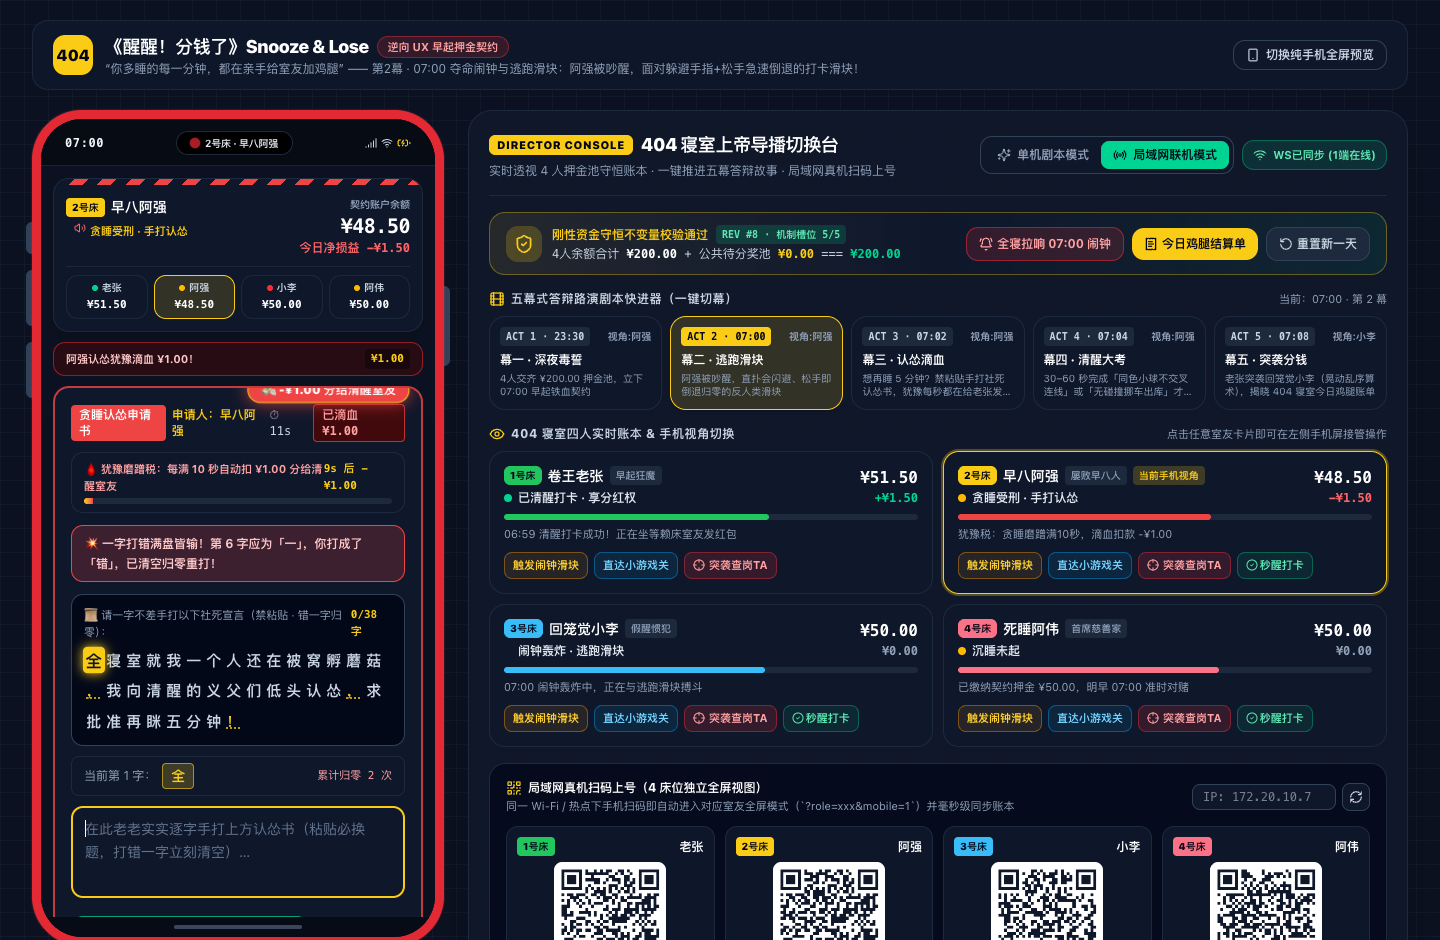 404
《醒醒！分钱了》Snooze & Lose
逆向 UX 早起押金契约
“你多睡的每一分钟，都在亲手给室友加鸡腿” —— 第2幕 · 07:00 夺命闹钟与逃跑滑块：阿强被吵醒，面对躲避手指+松手急速倒退的打卡滑块！
切换纯手机全屏预览
07:00
2号床 · 早八阿强
2号床
早八阿强
贪睡受刑 · 手打认怂
契约账户余额
¥48.50
今日净损益 −¥1.50
老张
¥51.50
阿强
¥48.50
小李
¥50.00
阿伟
¥50.00
阿强认怂犹豫滴血 ¥1.00！
¥1.00
-¥1.00 分给清醒室友
贪睡认怂申请书
申请人：早八阿强
11s
已滴血 ¥1.00
犹豫磨蹭税：每满 10 秒自动扣 ¥1.00 分给清醒室友
9s 后 −¥1.00
一字打错满盘皆输！第 6 字应为「一」，你打成了「错」，已清空归零重打！
请一字不差手打以下社死宣言（禁粘贴 · 错一字归零）：
0/38 字
全寝室就我一个人还在被窝孵蘑菇
，我向清醒的义父们低头认怂，求
批准再眯五分钟！
当前第 1 字：
全
累计归零 2 次
在此老老实实逐字手打上方认怂书（粘贴必换题，打错一字立刻清空）…
DIRECTOR CONSOLE
404 寝室上帝导播切换台
实时透视 4 人押金池守恒账本 · 一键推进五幕答辩故事 · 局域网真机扫码上号
单机剧本模式
局域网联机模式
WS已同步 (1端在线)
刚性资金守恒不变量校验通过
REV #8 · 机制槽位 5/5
4人余额合计 ¥200.00 + 公共待分奖池 ¥0.00 === ¥200.00
全寝拉响 07:00 闹钟
今日鸡腿结算单
重置新一天
五幕式答辩路演剧本快进器（一键切幕）
当前：07:00 · 第 2 幕
ACT 1 · 23:30
视角:阿强
幕一 · 深夜毒誓
4人交齐 ¥200.00 押金池，立下 07:00 早起铁血契约
ACT 2 · 07:00
视角:阿强
幕二 · 逃跑滑块
阿强被吵醒，直扑会闪避、松手即倒退归零的反人类滑块
ACT 3 · 07:02
视角:阿强
幕三 · 认怂滴血
想再睡 5 分钟？禁粘贴手打社死认怂书，犹豫每秒都在给老张发…
ACT 4 · 07:04
视角:阿强
幕四 · 清醒大考
30–60 秒完成「同色小球不交叉连线」或「无碰撞挪车出库」才…
ACT 5 · 07:08
视角:小李
幕五 · 突袭分钱
老张突袭回笼觉小李（晃动乱序算术），揭晓 404 寝室今日鸡腿账单
404 寝室四人实时账本 & 手机视角切换
点击任意室友卡片即可在左侧手机屏接管操作
1号床
卷王老张
早起狂魔
¥51.50
已清醒打卡 · 享分红权
+¥1.50
06:59 清醒打卡成功！正在坐等赖床室友发红包
触发闹钟滑块
直达小游戏关
突袭查岗TA
2号床
早八阿强
屡败早八人
当前手机视角
¥48.50
贪睡受刑 · 手打认怂
−¥1.50
犹豫税：贪睡磨蹭满10秒，滴血扣款 -¥1.00
触发闹钟滑块
直达小游戏关
突袭查岗TA
秒醒打卡
3号床
回笼觉小李
假醒惯犯
¥50.00
闹钟轰炸 · 逃跑滑块
¥0.00
07:00 闹钟轰炸中，正在与逃跑滑块搏斗
触发闹钟滑块
直达小游戏关
突袭查岗TA
秒醒打卡
4号床
死睡阿伟
首席慈善家
¥50.00
沉睡未起
¥0.00
已缴纳契约押金 ¥50.00，明早 07:00 准时对赌
触发闹钟滑块
直达小游戏关
突袭查岗TA
秒醒打卡
局域网真机扫码上号（4 床位独立全屏视图）
同一 Wi-Fi / 热点下手机扫码即自动进入对应室友全屏模式（`?role=xxx&mobile=1`）并毫秒级同步账本
IP: 172.20.10.7
1号床
老张
2号床
阿强
3号床
小李
4号床
阿伟